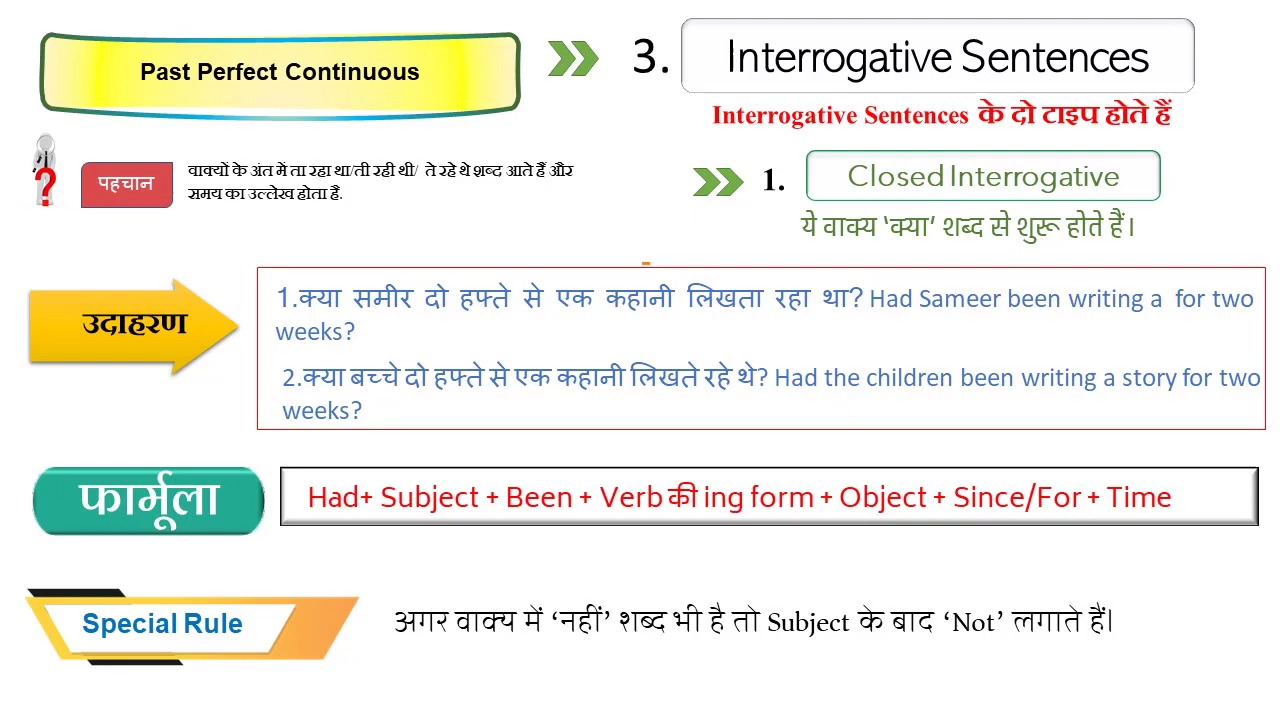 Past Perfect Continuous
3. Interrogative Sentences
Interrogative Sentences के दो टाइप होते हैं
पहचान
वाक्यों के अंत में ता रहा था/ती रही थी/ ते रहे थे शब्द आते हैं और
समय का उल्लेख होता है.
1. Closed Interrogative
ये वाक्य ‘क्या’ शब्द से शुरू होते हैं।
उदाहरण
1.क्या समीर दो हफ्ते से एक कहानी लिखता रहा था? Had Sameer been writing a for two
weeks?
2.क्या बच्चे दो हफ्ते से एक कहानी लिखते रहे थे? Had the children been writing a story for two
weeks?
फार्मूला
Had+ Subject + Been + Verb की ing form + Object + Since/For + Time
Special Rule
अगर वाक्य में ‘नहीं’ शब्द भी है तो Subject के बाद ‘Not’ लगाते हैं।